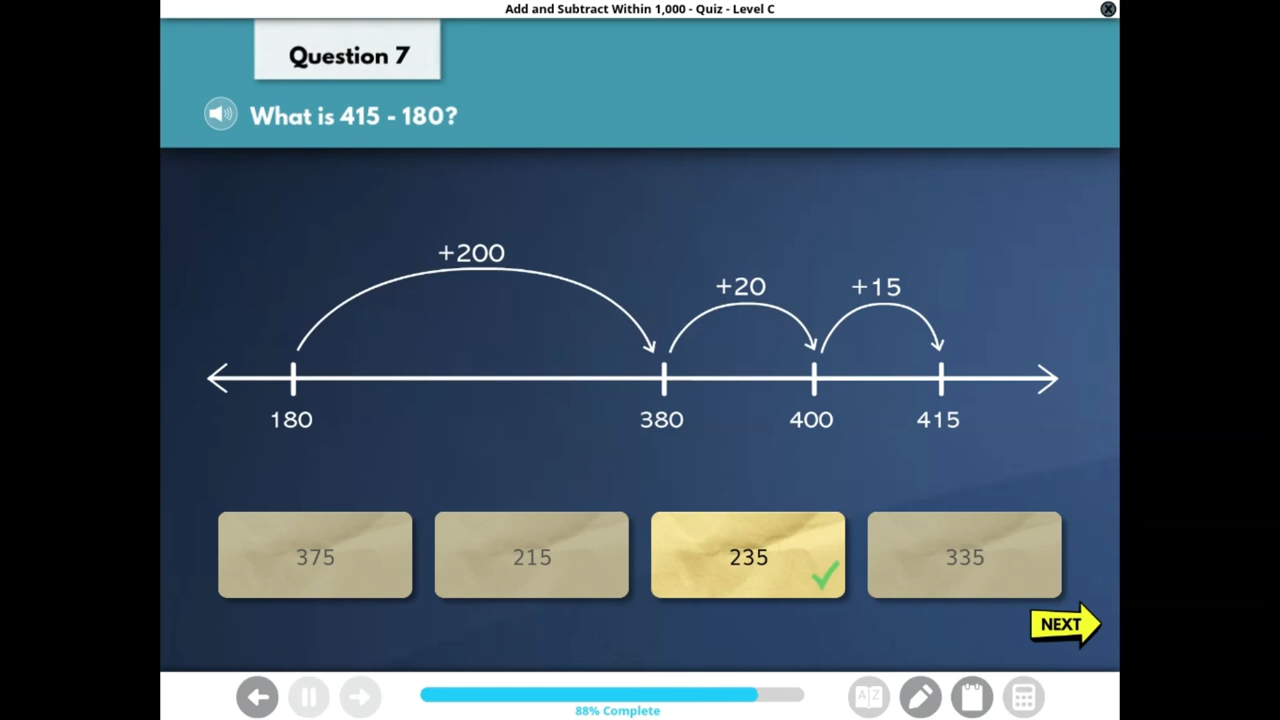 Add and Subtract Within 1,000 - Quiz - Level C
Question 7
What is 415 - 180?
+200
+20
+15
180
380
400
415
375
215
235
335
NEXT
A Z
88% Complete